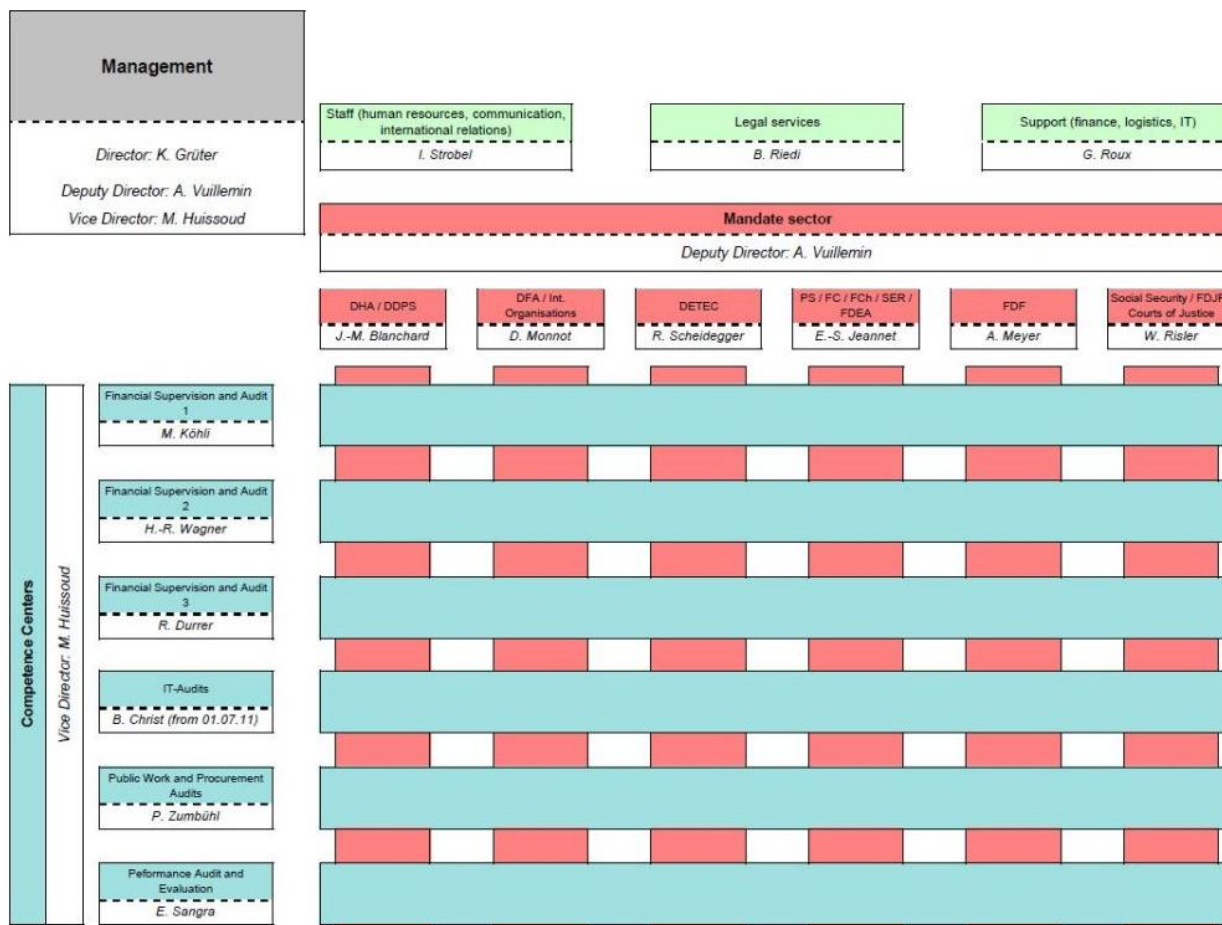 Management
Director: K. Grüter
Deputy Director: A. Vuillemin
Vice Director: M. Huissoud
Staff (human resources, communication,
international relations)
I. Strobel
Legal services
B. Riedi
Support (finance, logistics, IT)
G. Roux
Mandate sector
Deputy Director: A. Vuillemin
DHA / DDPS
J.-M. Blanchard
DFA / Int.
Organisations
D. Monnot
DETEC
R. Scheidegger
PS / FC / FCh / SER /
FDEA
E.-S. Jeannet
FDF
A. Meyer
Social Security / FDJP
Courts of Justice
W. Risler
Competence Centers
Vice Director: M. Huissoud
Financial Supervision and Audit
1
M. Köhli
Financial Supervision and Audit
2
H.-R. Wagner
Financial Supervision and Audit
3
R. Durrer
IT-Audits
B. Christ (from 01.07.11)
Public Work and Procurement
Audits
P. Zumbühl
Peformance Audit and
Evaluation
E. Sangra